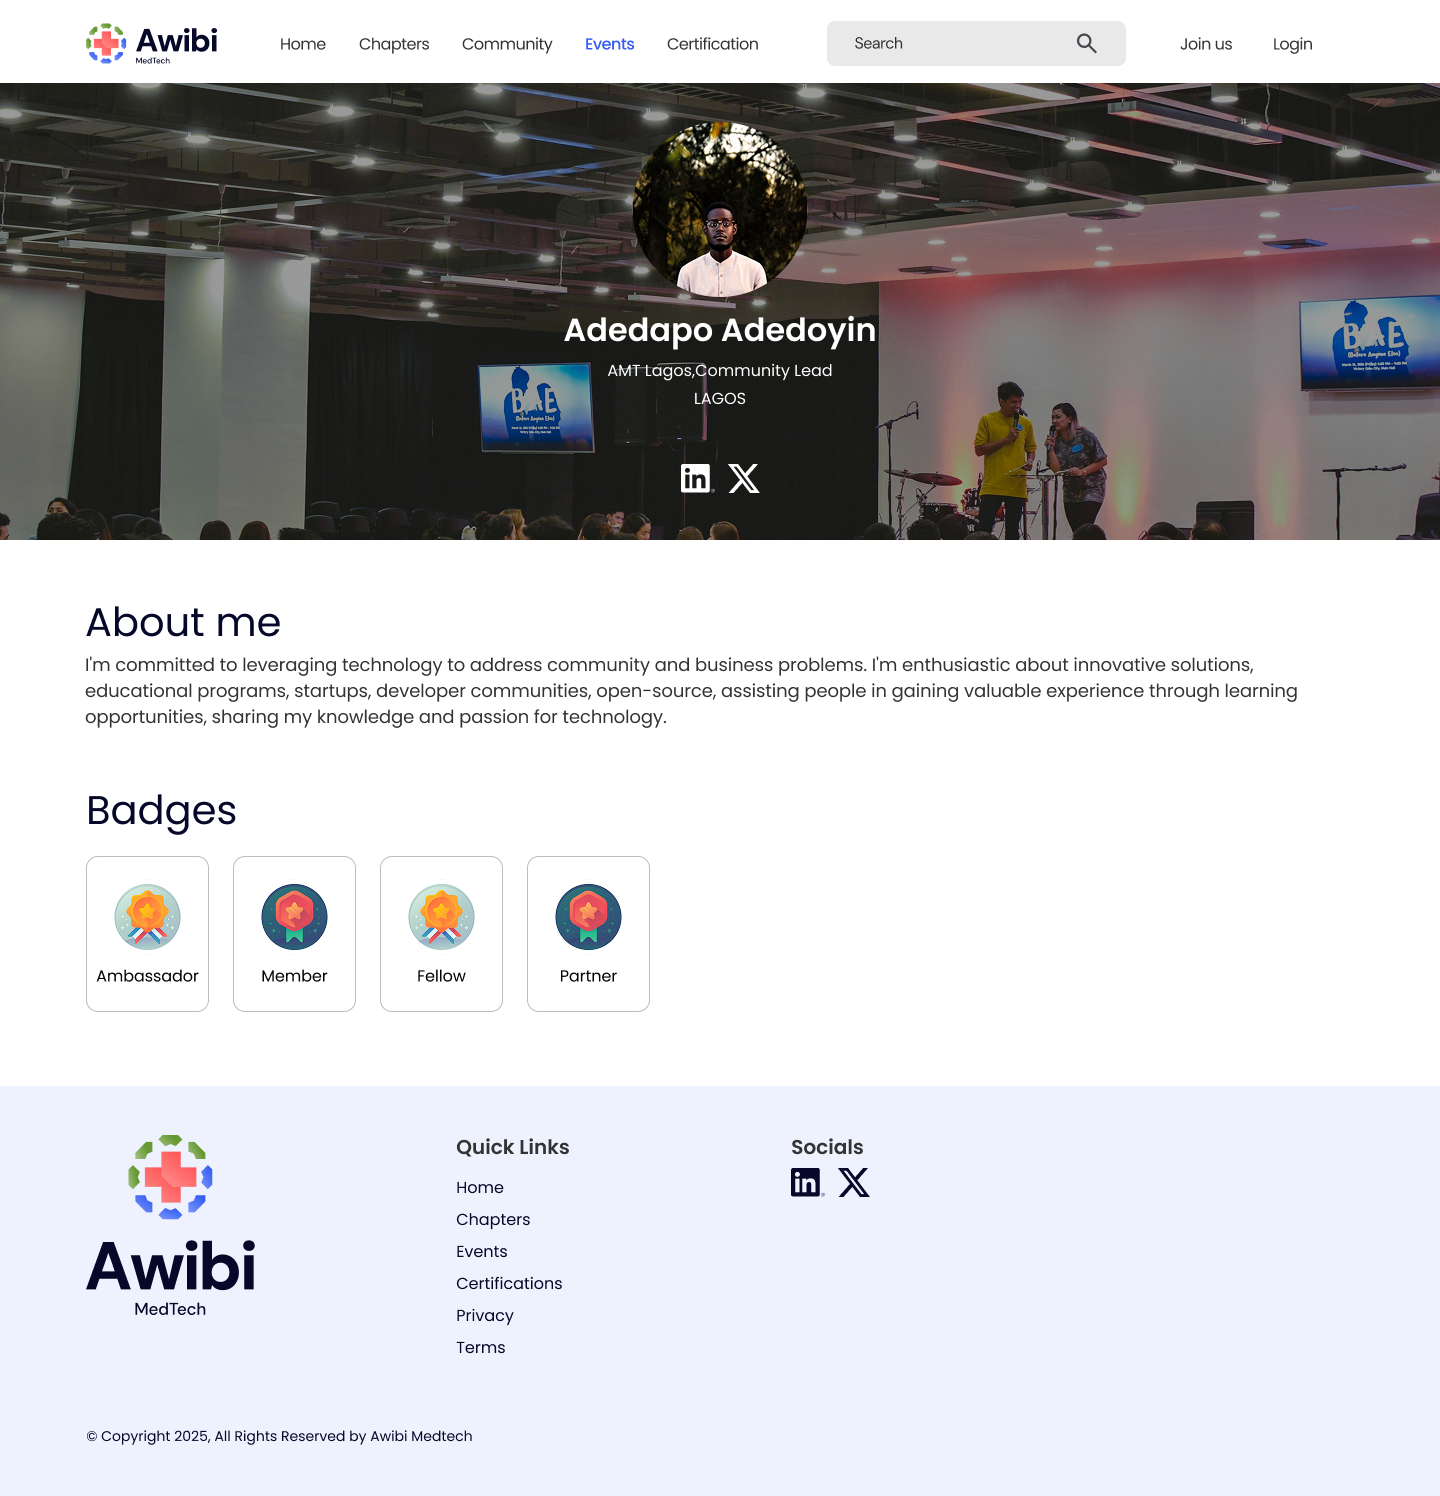 Awibi
MedTech
Home
Chapters
Community
Events
Certification
Search
Join us
Login
Adedapo Adedoyin
AMT Lagos,Community Lead
LAGOS
BAE
BAE
About me
I'm committed to leveraging technology to address community and business problems. I'm enthusiastic about innovative solutions,
educational programs, startups, developer communities, open-source, assisting people in gaining valuable experience through learning
opportunities, sharing my knowledge and passion for technology.
Badges
Ambassador
Member
Fellow
Partner
Awibi
MedTech
Quick Links
Home
Chapters
Events
Certifications
Privacy
Terms
Socials
© Copyright 2025, All Rights Reserved by Awibi Medtech